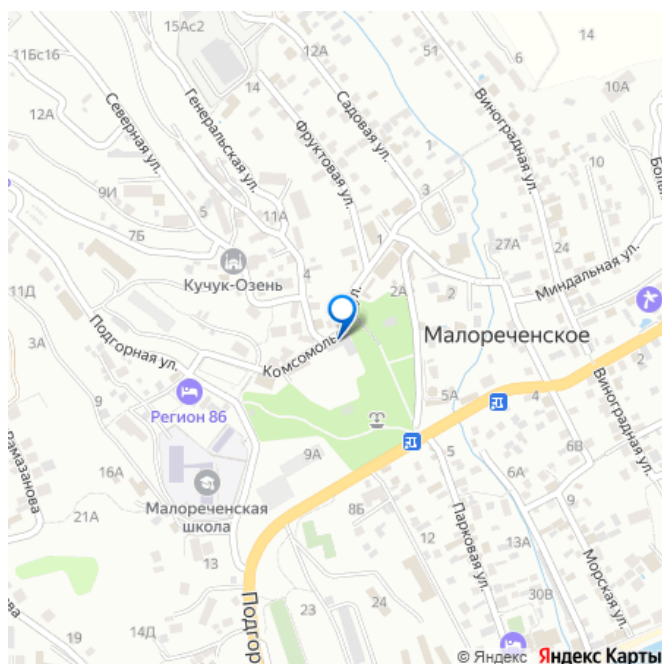 15Ас2
14
11Бс16
12А
51
6
14
Садовая ул.
Виноградная ул.
10А
12А
Северная ул.
Генеральская ул.
Фруктовая ул.
1
10
9И
5
11А
3
7Б
1
27А
24
Кучук-Озень
4
2А
2
Миндальная ул.
11Д
Подгорная ул.
Комсомоль
ул.
Малореченское
3А
9
Регион 86
5А
4
2
Виноградная ул.
16А
9А
5
6В
21А
Малореченская
школа
8Б
6А
9
12
Парковая ул.
13А
Морская ул.
13
Подгор
23
24
30В
19
14Д
© Яндекс Яндекс Карты